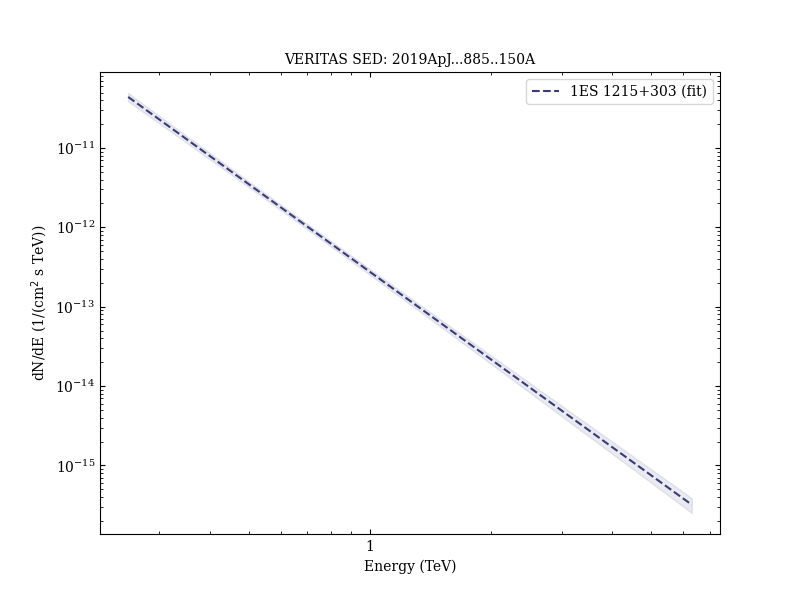 VERITAS SED: 2019ApJ...885..150A
1ES 1215+303 (fit)
dN/dE (1/(cm² s TeV))
10⁻¹¹
10⁻¹²
10⁻¹³
10⁻¹⁴
10⁻¹⁵
1
Energy (TeV)